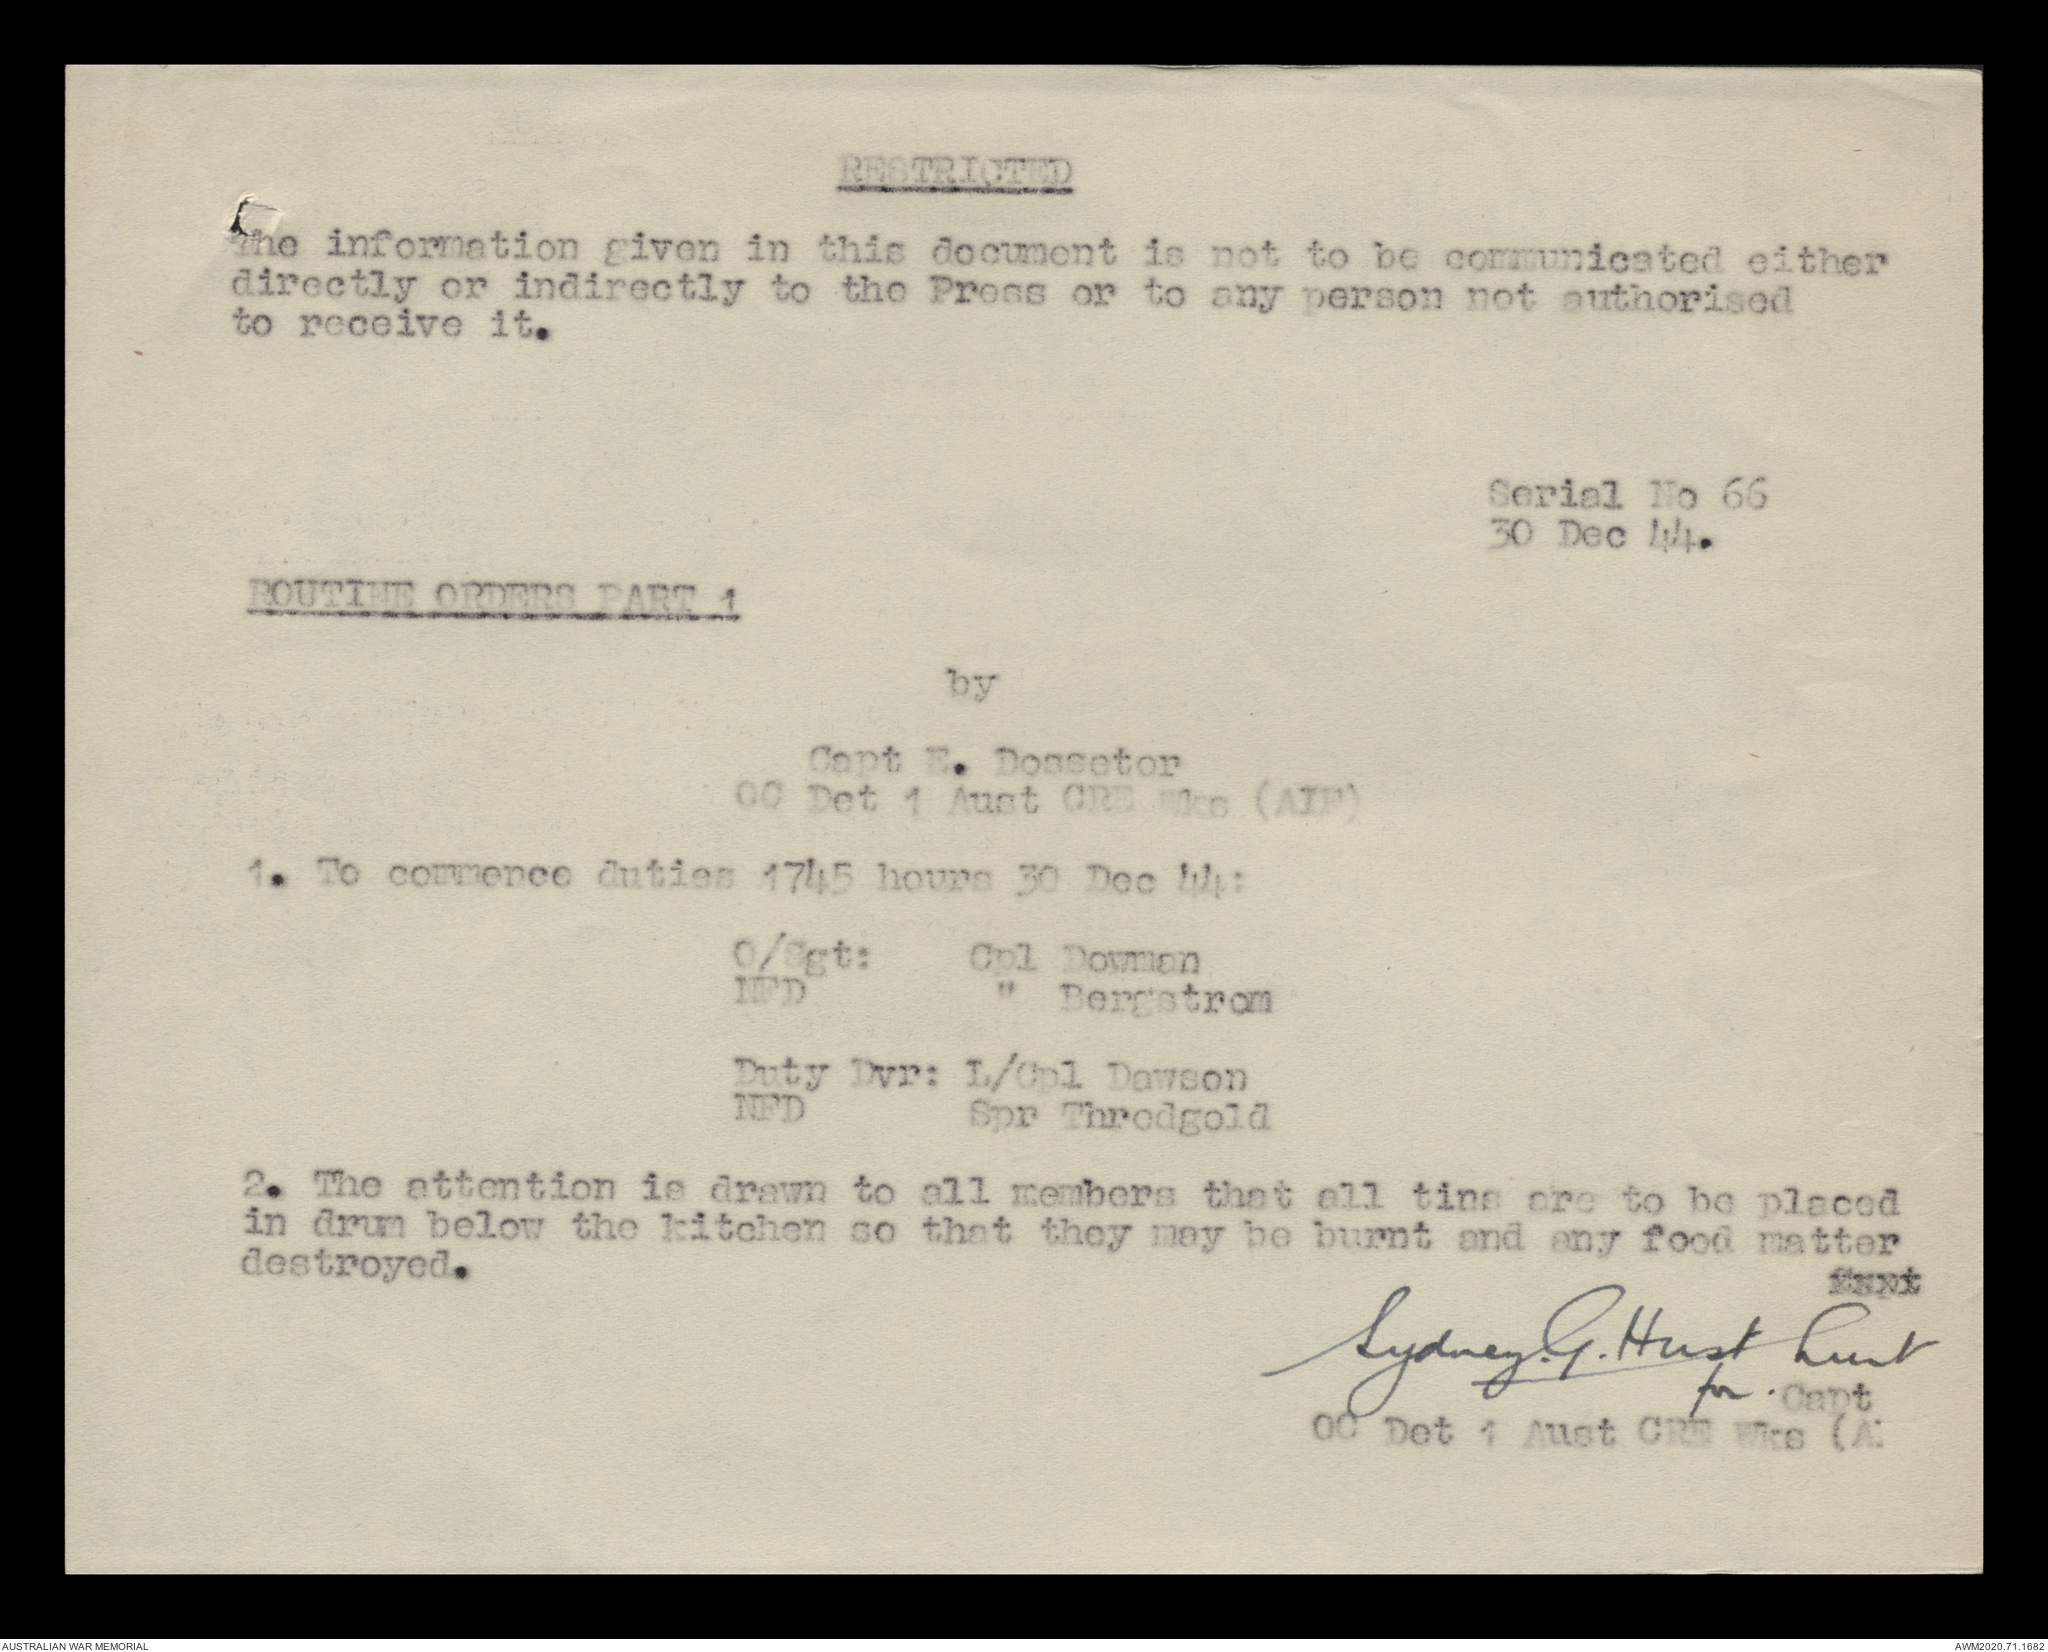 RESTRICTED
The information given in this document is not to be communicated either
directly or indirectly to the Press or to any person not authorised
to receive it.
Serial No 66
30 Dec 44.
ROUTINE ORDERS PART 1
by
Capt E. Dossetor
OC Det 1 Aust CRE Wks (AIF)
1. To commence duties 1745 hours 30 Dec 44:
O/Sgt: Cpl Dowman
NFD " Bergstrom
Duty Dvr: L/Cpl Dawson
NFD Spr Thredgold
2. The attention is drawn to all members that all tins are to be placed
in drum below the kitchen so that they may be burnt and any food matter
destroyed.
Sydney. G. Hust Lieut
for Capt
OC Det 1 Aust CRE Wks (A
AUSTRALIAN WAR MEMORIAL
AWM2020.71.1682